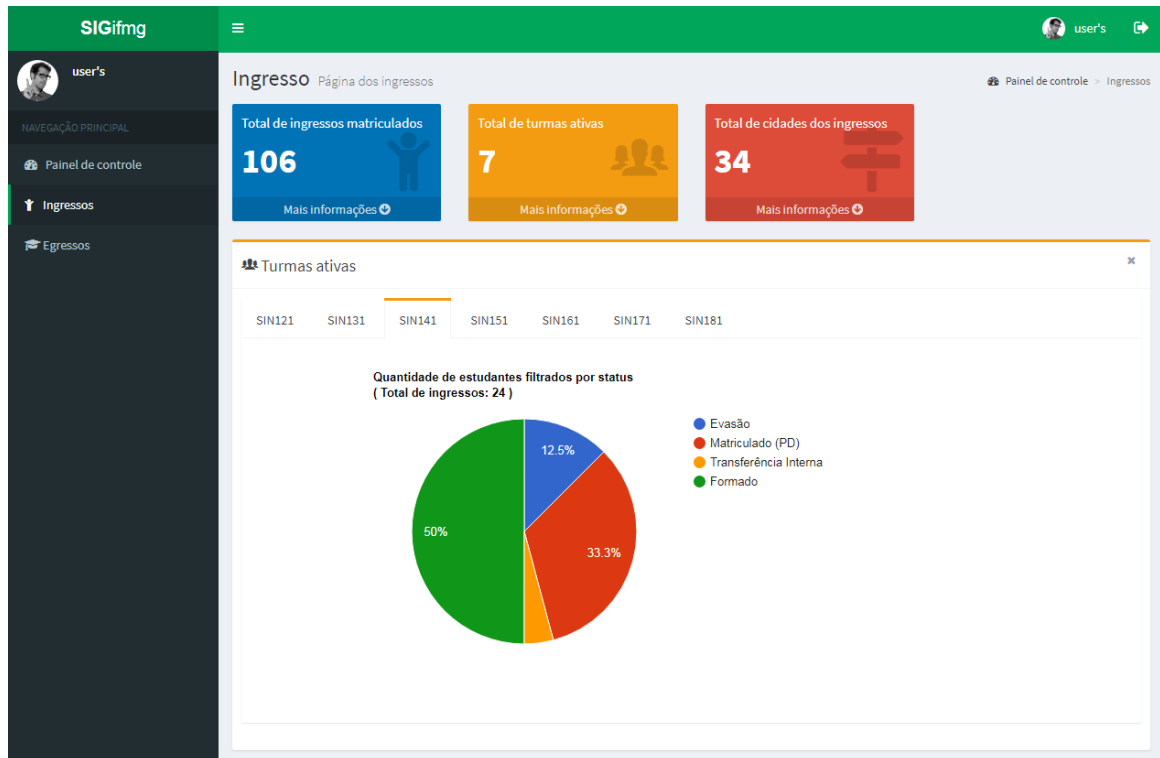 SIGifmg
user's
user's
NAVEGAÇÃO PRINCIPAL
Painel de controle
Ingressos
Egressos
Ingresso Página dos ingressos
Painel de controle > Ingressos
Total de ingressos matriculados
106
Mais informações
Total de turmas ativas
7
Mais informações
Total de cidades dos ingressos
34
Mais informações
Turmas ativas
SIN121 SIN131 SIN141 SIN151 SIN161 SIN171 SIN181
Quantidade de estudantes filtrados por status
( Total de ingressos: 24 )
12.5%
33.3%
50%
Evasão
Matriculado (PD)
Transferência Interna
Formado